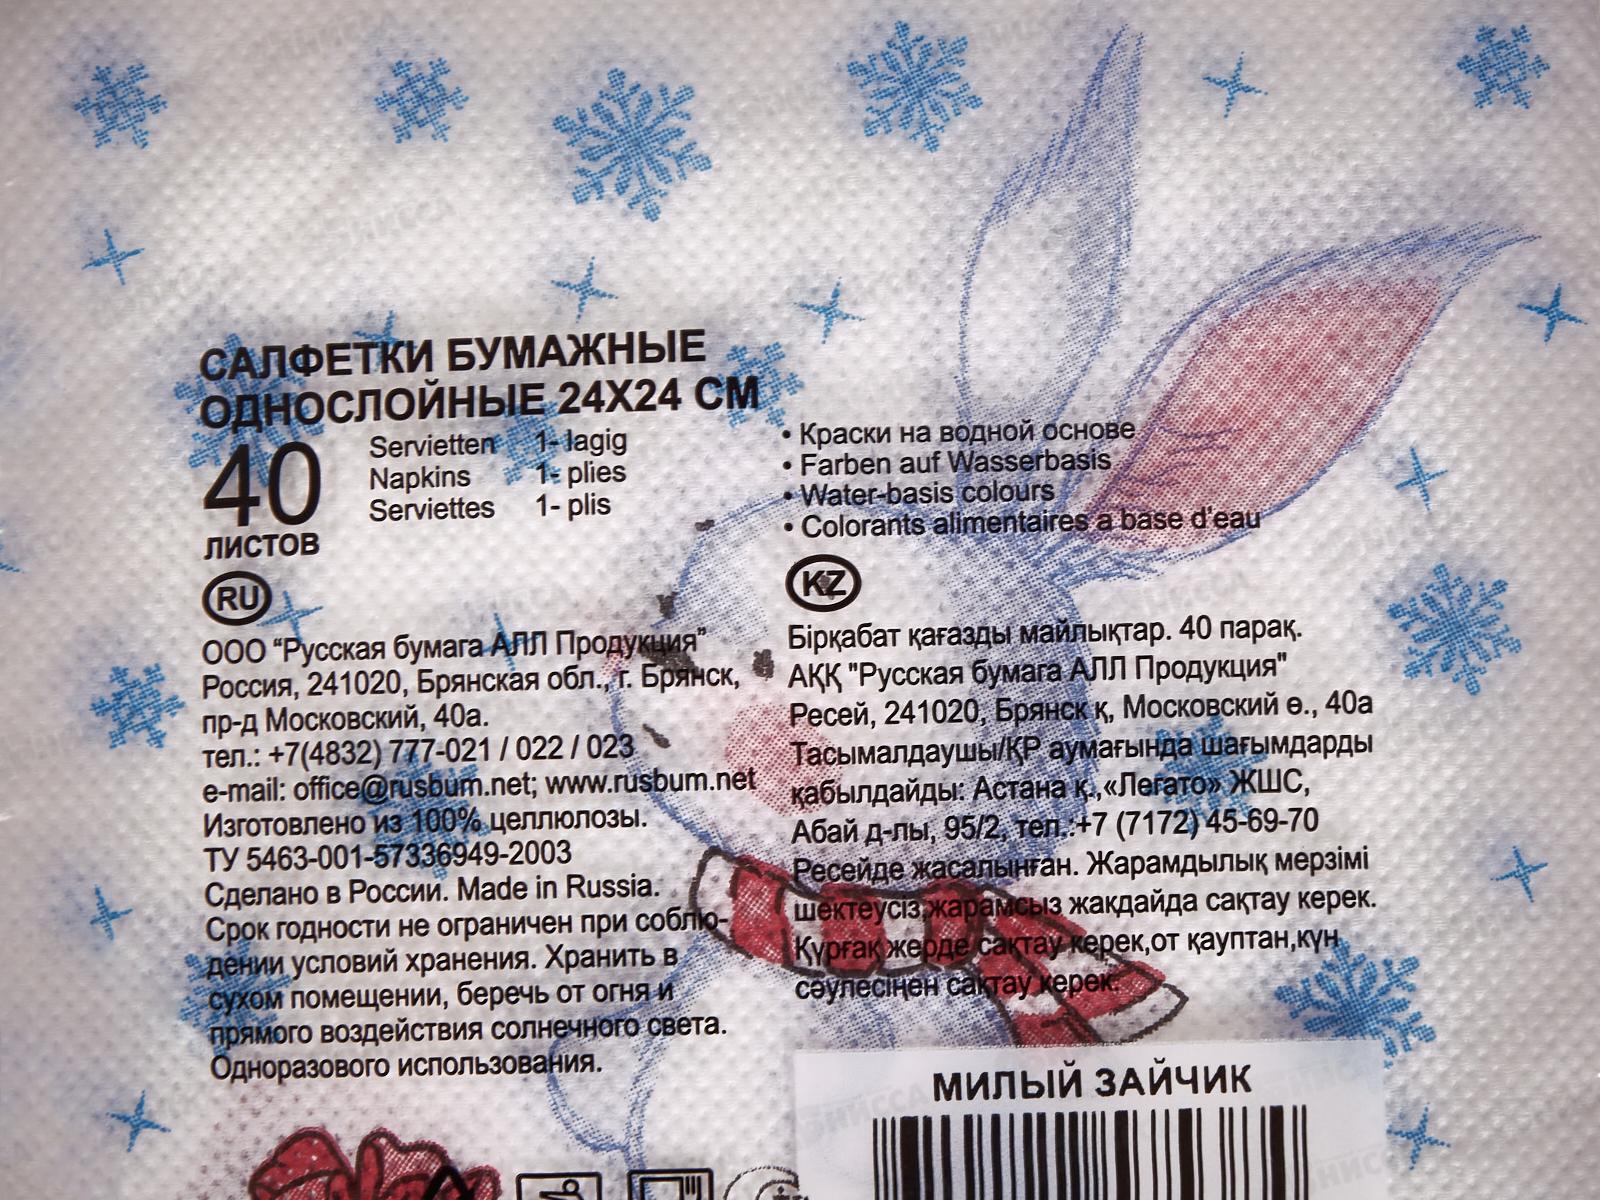 САЛФЕТКИ БУМАЖНЫЕ
ОДНОСЛОЙНЫЕ 24X24 СМ
40
ЛИСТОВ
Servietten 1- lagig
Napkins 1- plies
Serviettes 1- plis
• Краски на водной основе
• Farben auf Wasserbasis
• Water-basis colours
• Colorants alimentaires a base d'eau
RU
ООО “Русская бумага АЛЛ Продукция”
Россия, 241020, Брянская обл., г. Брянск,
пр-д Московский, 40а.
тел.: +7(4832) 777-021 / 022 / 023
e-mail: office@rusbum.net; www.rusbum.net
Изготовлено из 100% целлюлозы.
ТУ 5463-001-57336949-2003
Сделано в России. Made in Russia.
Срок годности не ограничен при соблю-
дении условий хранения. Хранить в
сухом помещении, беречь от огня и
прямого воздействия солнечного света.
Одноразового использования.
KZ
Бірқабат қағазды майлықтар. 40 парақ.
АҚҚ "Русская бумага АЛЛ Продукция"
Ресей, 241020, Брянск қ, Московский ө., 40а
Тасымалдаушы/ҚР аумағында шағымдарды
қабылдайды: Астана қ.,«Легато» ЖШС,
Абай д-лы, 95/2, тел.:+7 (7172) 45-69-70
Ресейде жасалынған. Жарамдылық мерзімі
шектеусіз,жарамсыз жақдайда сақтау керек.
Құрғақ жерде сақтау керек,от қауптан,күн
сәулесіңен сақтау керек.
МИЛЫЙ ЗАЙЧИК